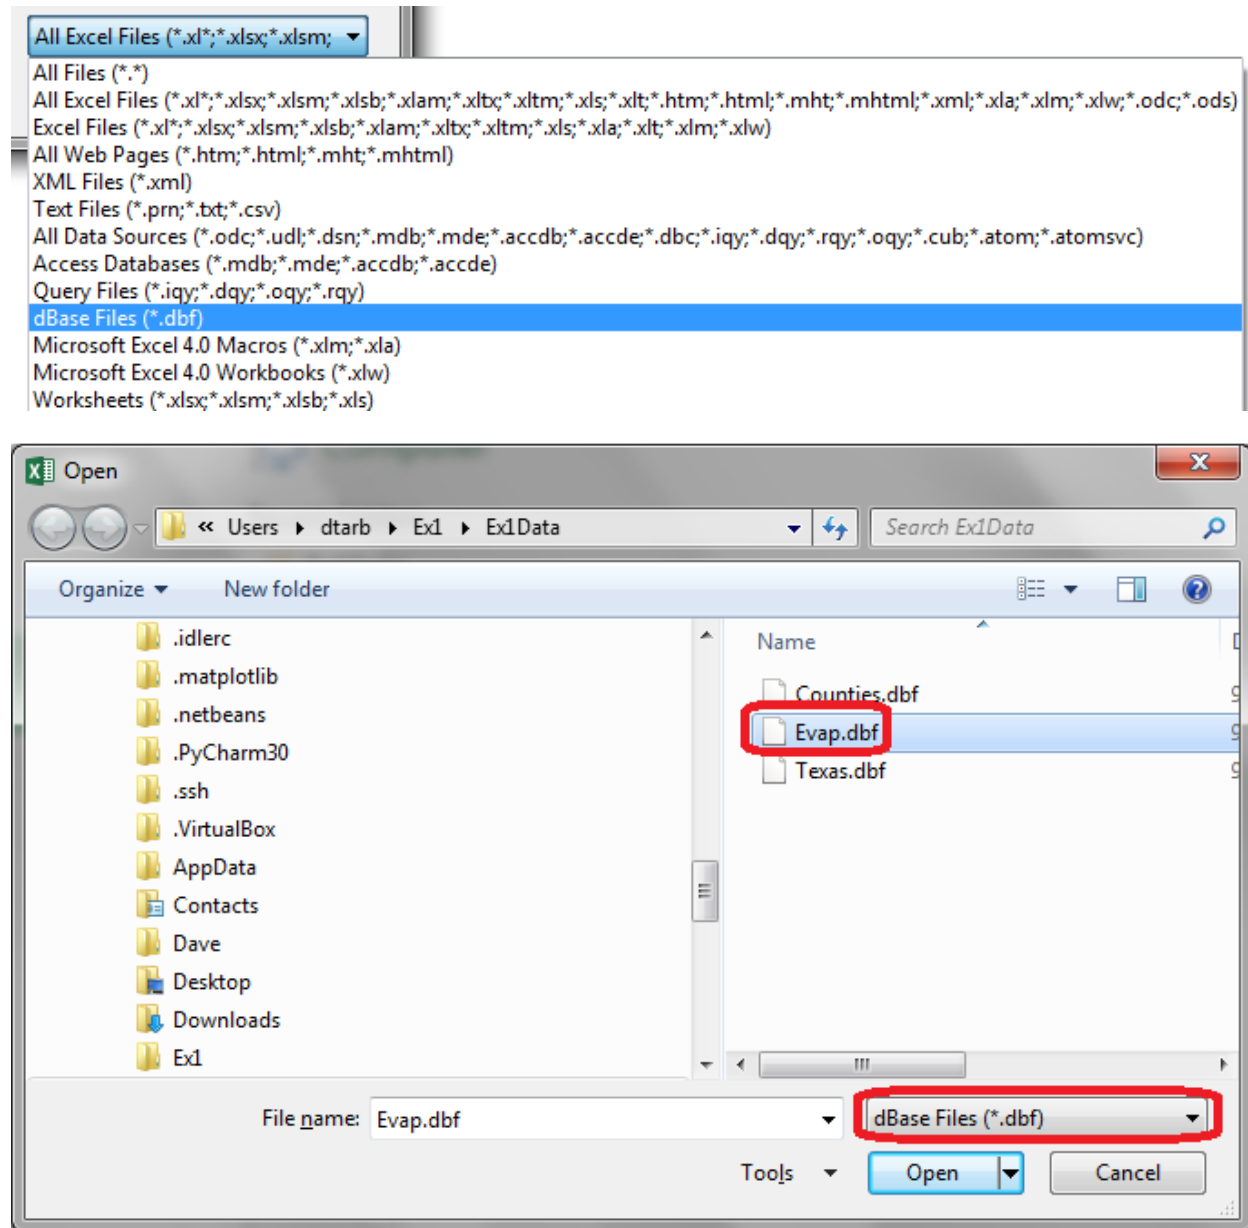 All Excel Files (*.xl*;*.xlsx;*.xlsm;
All Files (*.*)
All Excel Files (*.xl*;*.xlsx;*.xlsm;*.xlsb;*.xlam;*.xltx;*.xltm;*.xls;*.xlt;*.htm;*.html;*.mht;*.mhtml;*.xml;*.xla;*.xlm;*.xlw;*.odc;*.ods)
Excel Files (*.xl*;*.xlsx;*.xlsm;*.xlsb;*.xlam;*.xltx;*.xltm;*.xls;*.xla;*.xlt;*.xlm;*.xlw)
All Web Pages (*.htm;*.html;*.mht;*.mhtml)
XML Files (*.xml)
Text Files (*.prn;*.txt;*.csv)
All Data Sources (*.odc;*.udl;*.dsn;*.mdb;*.mde;*.accdb;*.accde;*.dbc;*.iqy;*.dqy;*.rqy;*.oqy;*.cub;*.atom;*.atomsvc)
Access Databases (*.mdb;*.mde;*.accdb;*.accde)
Query Files (*.iqy;*.dqy;*.oqy;*.rqy)
dBase Files (*.dbf)
Microsoft Excel 4.0 Macros (*.xlm;*.xla)
Microsoft Excel 4.0 Workbooks (*.xlw)
Worksheets (*.xlsx;*.xlsm;*.xlsb;*.xls)
Open
« Users ▸ dtarb ▸ Ex1 ▸ Ex1Data
Search Ex1Data
Organize
New folder
.idlerc
.matplotlib
.netbeans
.PyCharm30
.ssh
.VirtualBox
AppData
Contacts
Dave
Desktop
Downloads
Ex1
Name
Counties.dbf
Evap.dbf
Texas.dbf
File name: Evap.dbf
dBase Files (*.dbf)
Tools
Open
Cancel